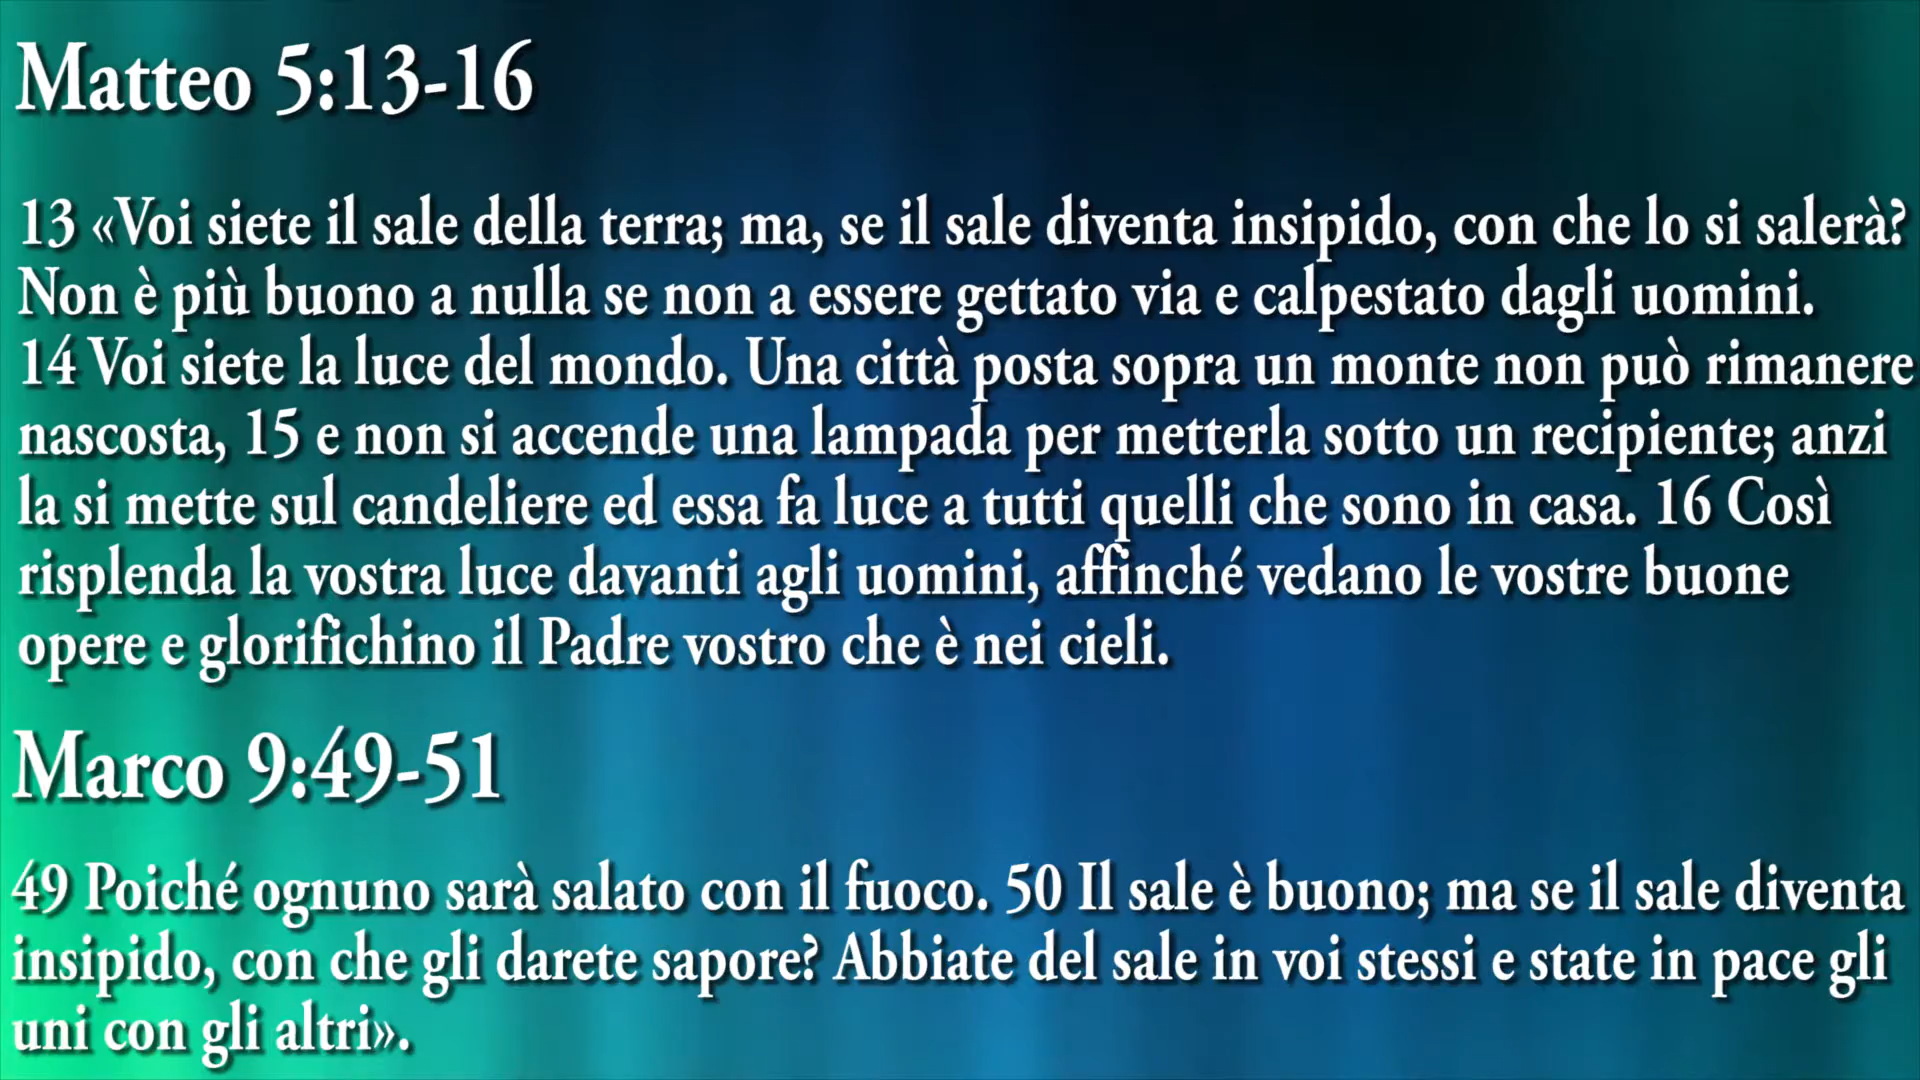 Matteo 5:13-16
13 «Voi siete il sale della terra; ma, se il sale diventa insipido, con che lo si salerà?
Non è più buono a nulla se non a essere gettato via e calpestato dagli uomini.
14 Voi siete la luce del mondo. Una città posta sopra un monte non può rimanere
nascosta, 15 e non si accende una lampada per metterla sotto un recipiente; anzi
la si mette sul candeliere ed essa fa luce a tutti quelli che sono in casa. 16 Così
risplenda la vostra luce davanti agli uomini, affinché vedano le vostre buone
opere e glorifichino il Padre vostro che è nei cieli.
Marco 9:49-51
49 Poiché ognuno sarà salato con il fuoco. 50 Il sale è buono; ma se il sale diventa
insipido, con che gli darete sapore? Abbiate del sale in voi stessi e state in pace gli
uni con gli altri».